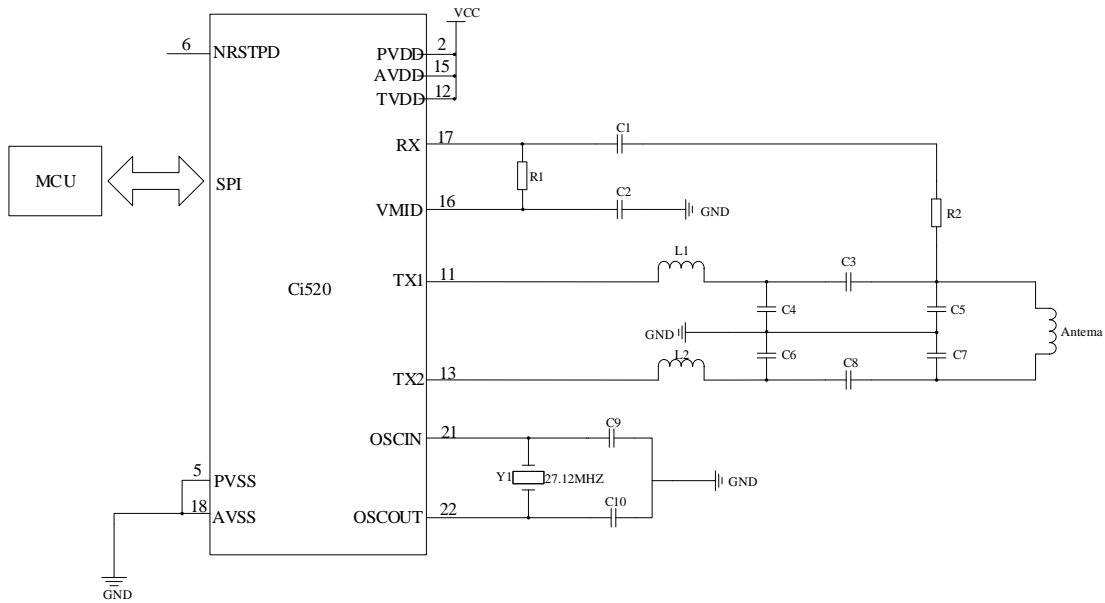 VCC
6
NRSTPD
PVDD
2
AVDD
15
TVDD
12
RX
17
C1
MCU
SPI
R1
VMID
16
C2
GND
R2
L1
C3
TX1
11
Ci520
C4
C5
GND
Antema
L2
C6
C7
C8
TX2
13
OSCIN
21
C9
5
PVSS
Y1
27.12MHZ
GND
18
AVSS
OSCOUT
22
C10
GND